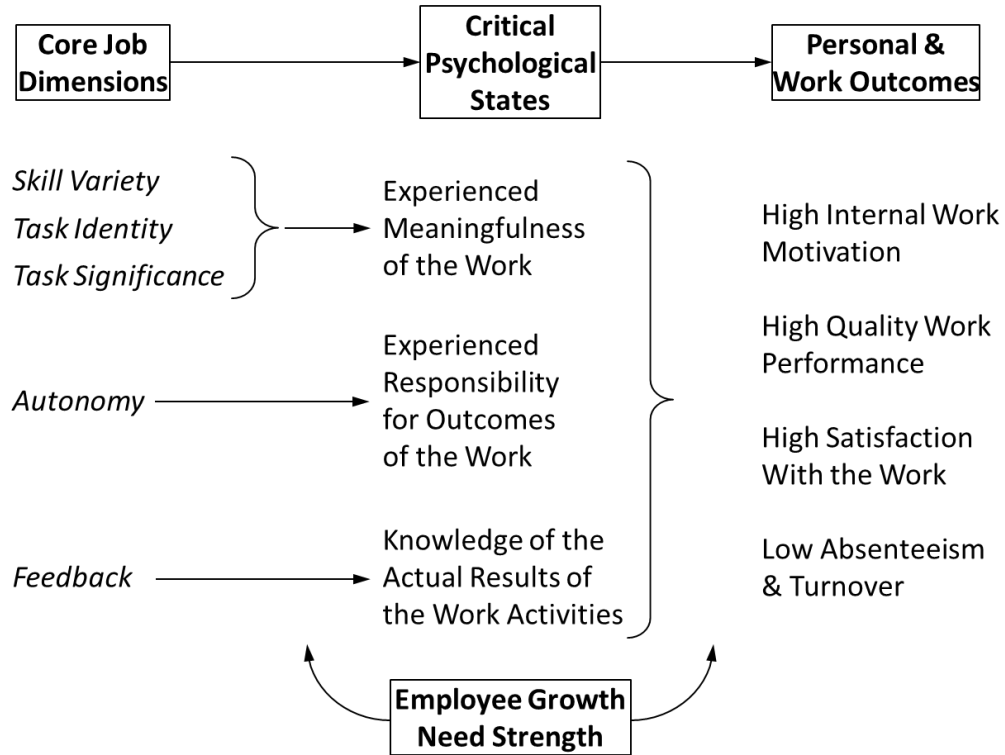 Core Job
Dimensions
Critical
Psychological
States
Personal &
Work Outcomes
Skill Variety
Task Identity
Task Significance
Experienced
Meaningfulness
of the Work
Autonomy
Experienced
Responsibility
for Outcomes
of the Work
Feedback
Knowledge of the
Actual Results of
the Work Activities
High Internal Work
Motivation
High Quality Work
Performance
High Satisfaction
With the Work
Low Absenteeism
& Turnover
Employee Growth
Need Strength